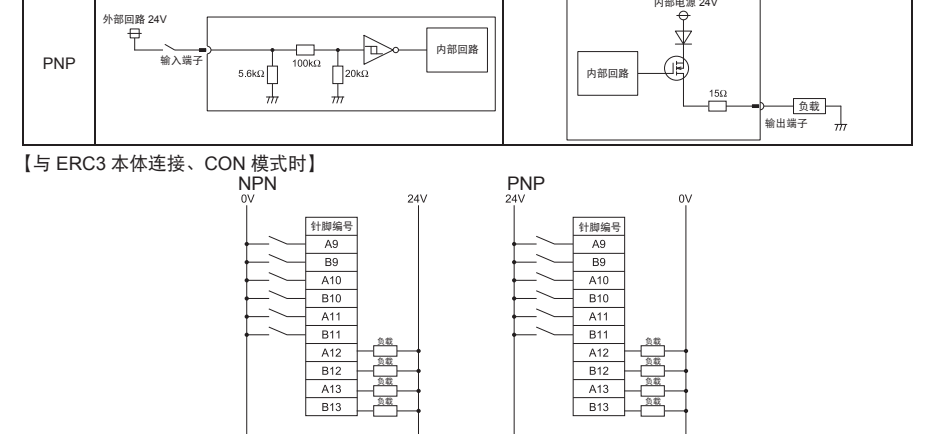 内部电源 24V
外部回路 24V
输入端子
PNP
5.6kΩ
100kΩ
20kΩ
内部回路
内部回路
15Ω
负载
输出端子
【与 ERC3 本体连接、CON 模式时】
NPN
0V
24V
针脚编号
A9
B9
A10
B10
A11
B11
A12
B12
A13
B13
负载
负载
负载
负载
PNP
24V
0V
针脚编号
A9
B9
A10
B10
A11
B11
A12
B12
A13
B13
负载
负载
负载
负载